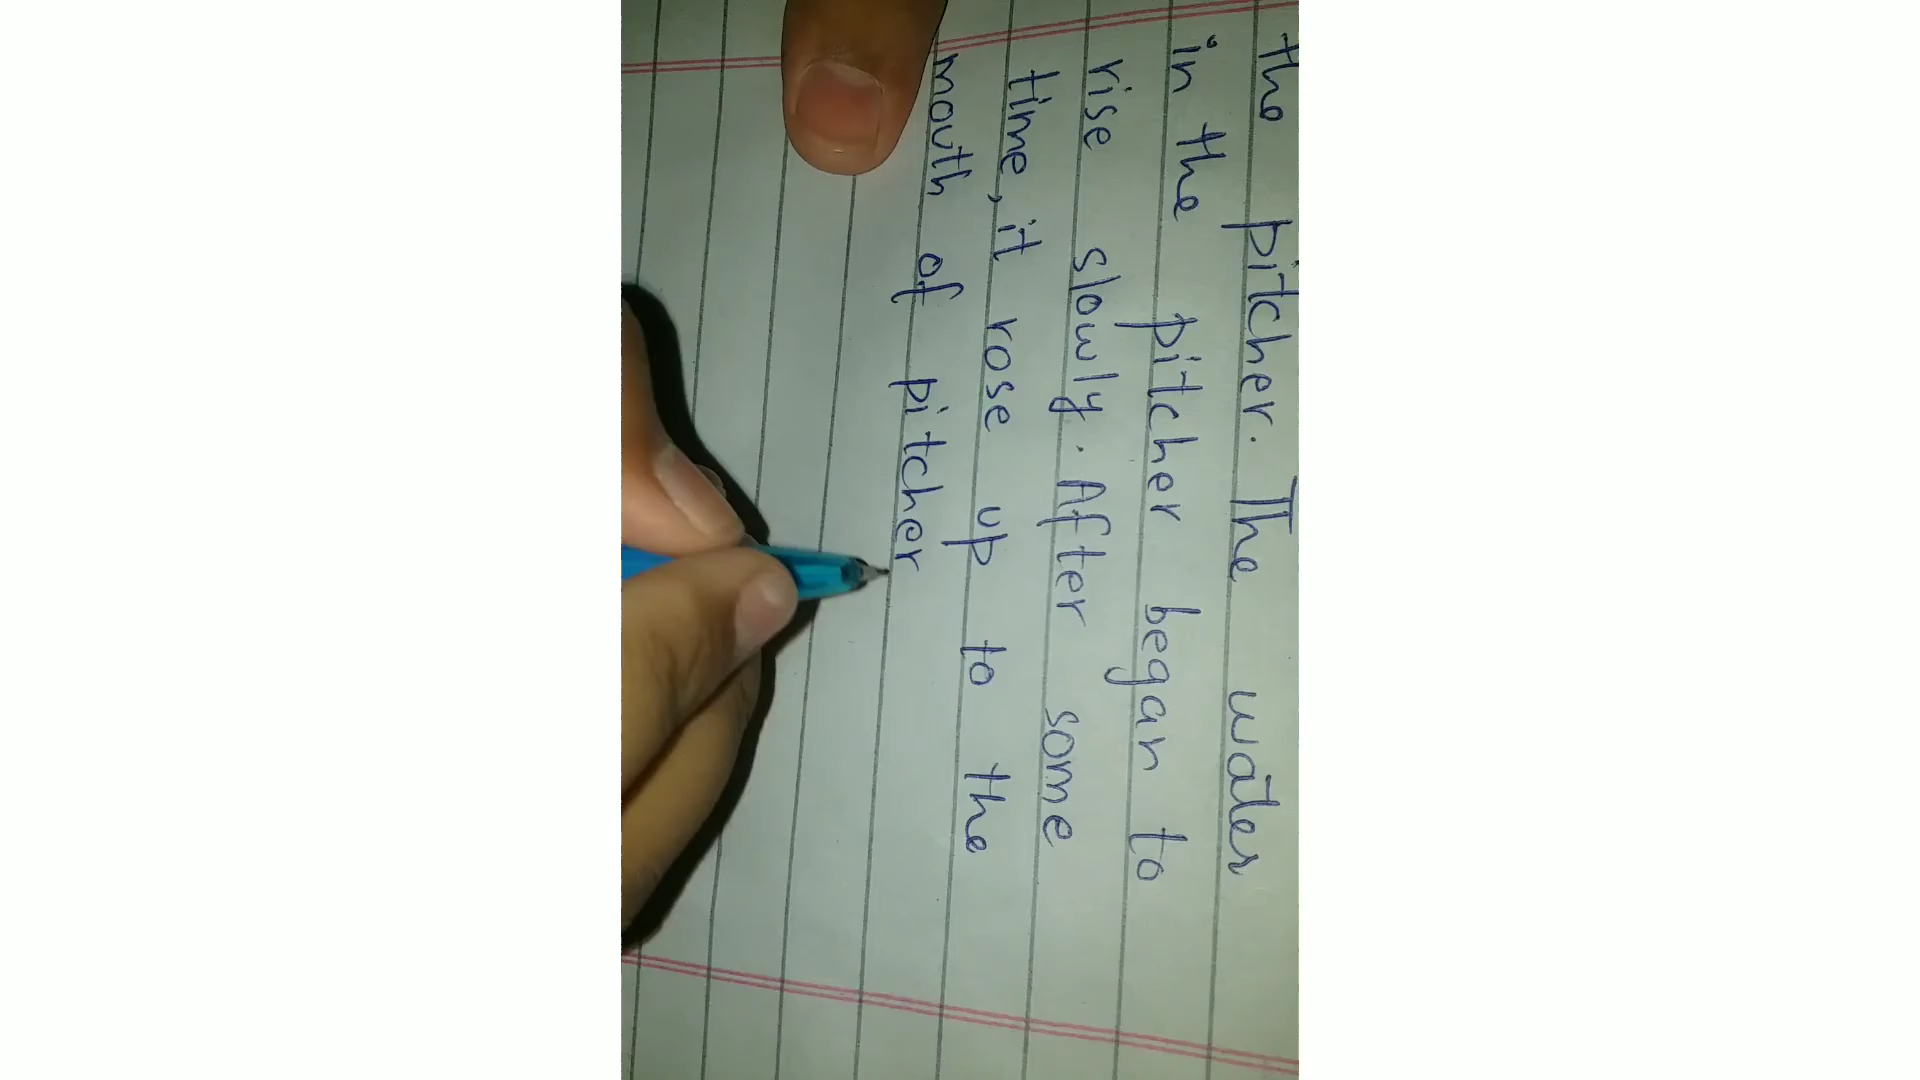 the pitcher. The water
in the pitcher began to
rise slowly. After some
time, it rose up to the
mouth of pitcher